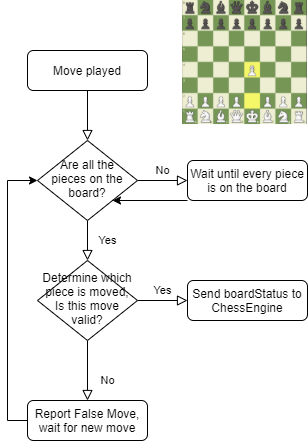 Move played
Are all the
pieces on the
board?
No
Wait until every piece
is on the board
Yes
Determine which
piece is moved,
Is this move
valid?
Yes
Send boardStatus to
ChessEngine
No
Report False Move,
wait for new move